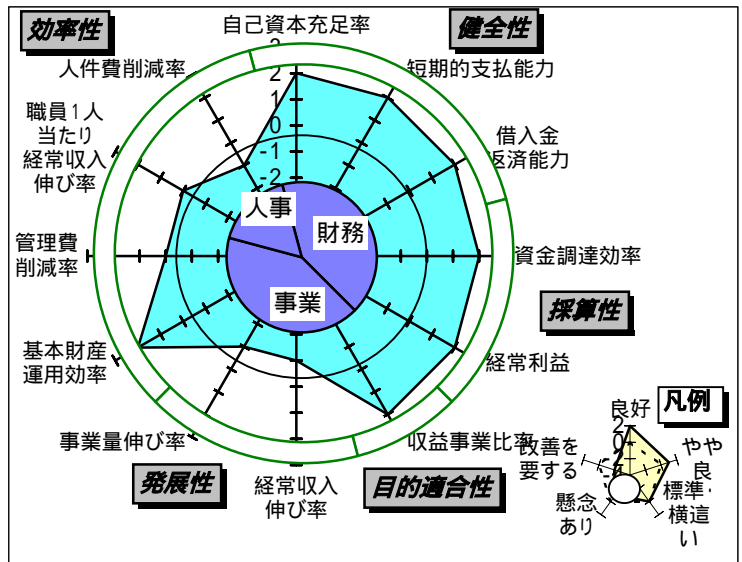 効率性
自己資本充足率
健全性
人件費削減率
短期的支払能力
3
2
1
0
-1
-2
職員1人
当たり
経常収入
伸び率
借入金
返済能力
人事
財務
事業
管理費
削減率
資金調達効率
採算性
基本財産
運用効率
経常利益
事業量伸び率
収益事業比率
発展性
経常収入
伸び率
目的適合性
凡例
良好
2
0
やや
良
標準・
横這
い
懸念
あり
改善を
要する